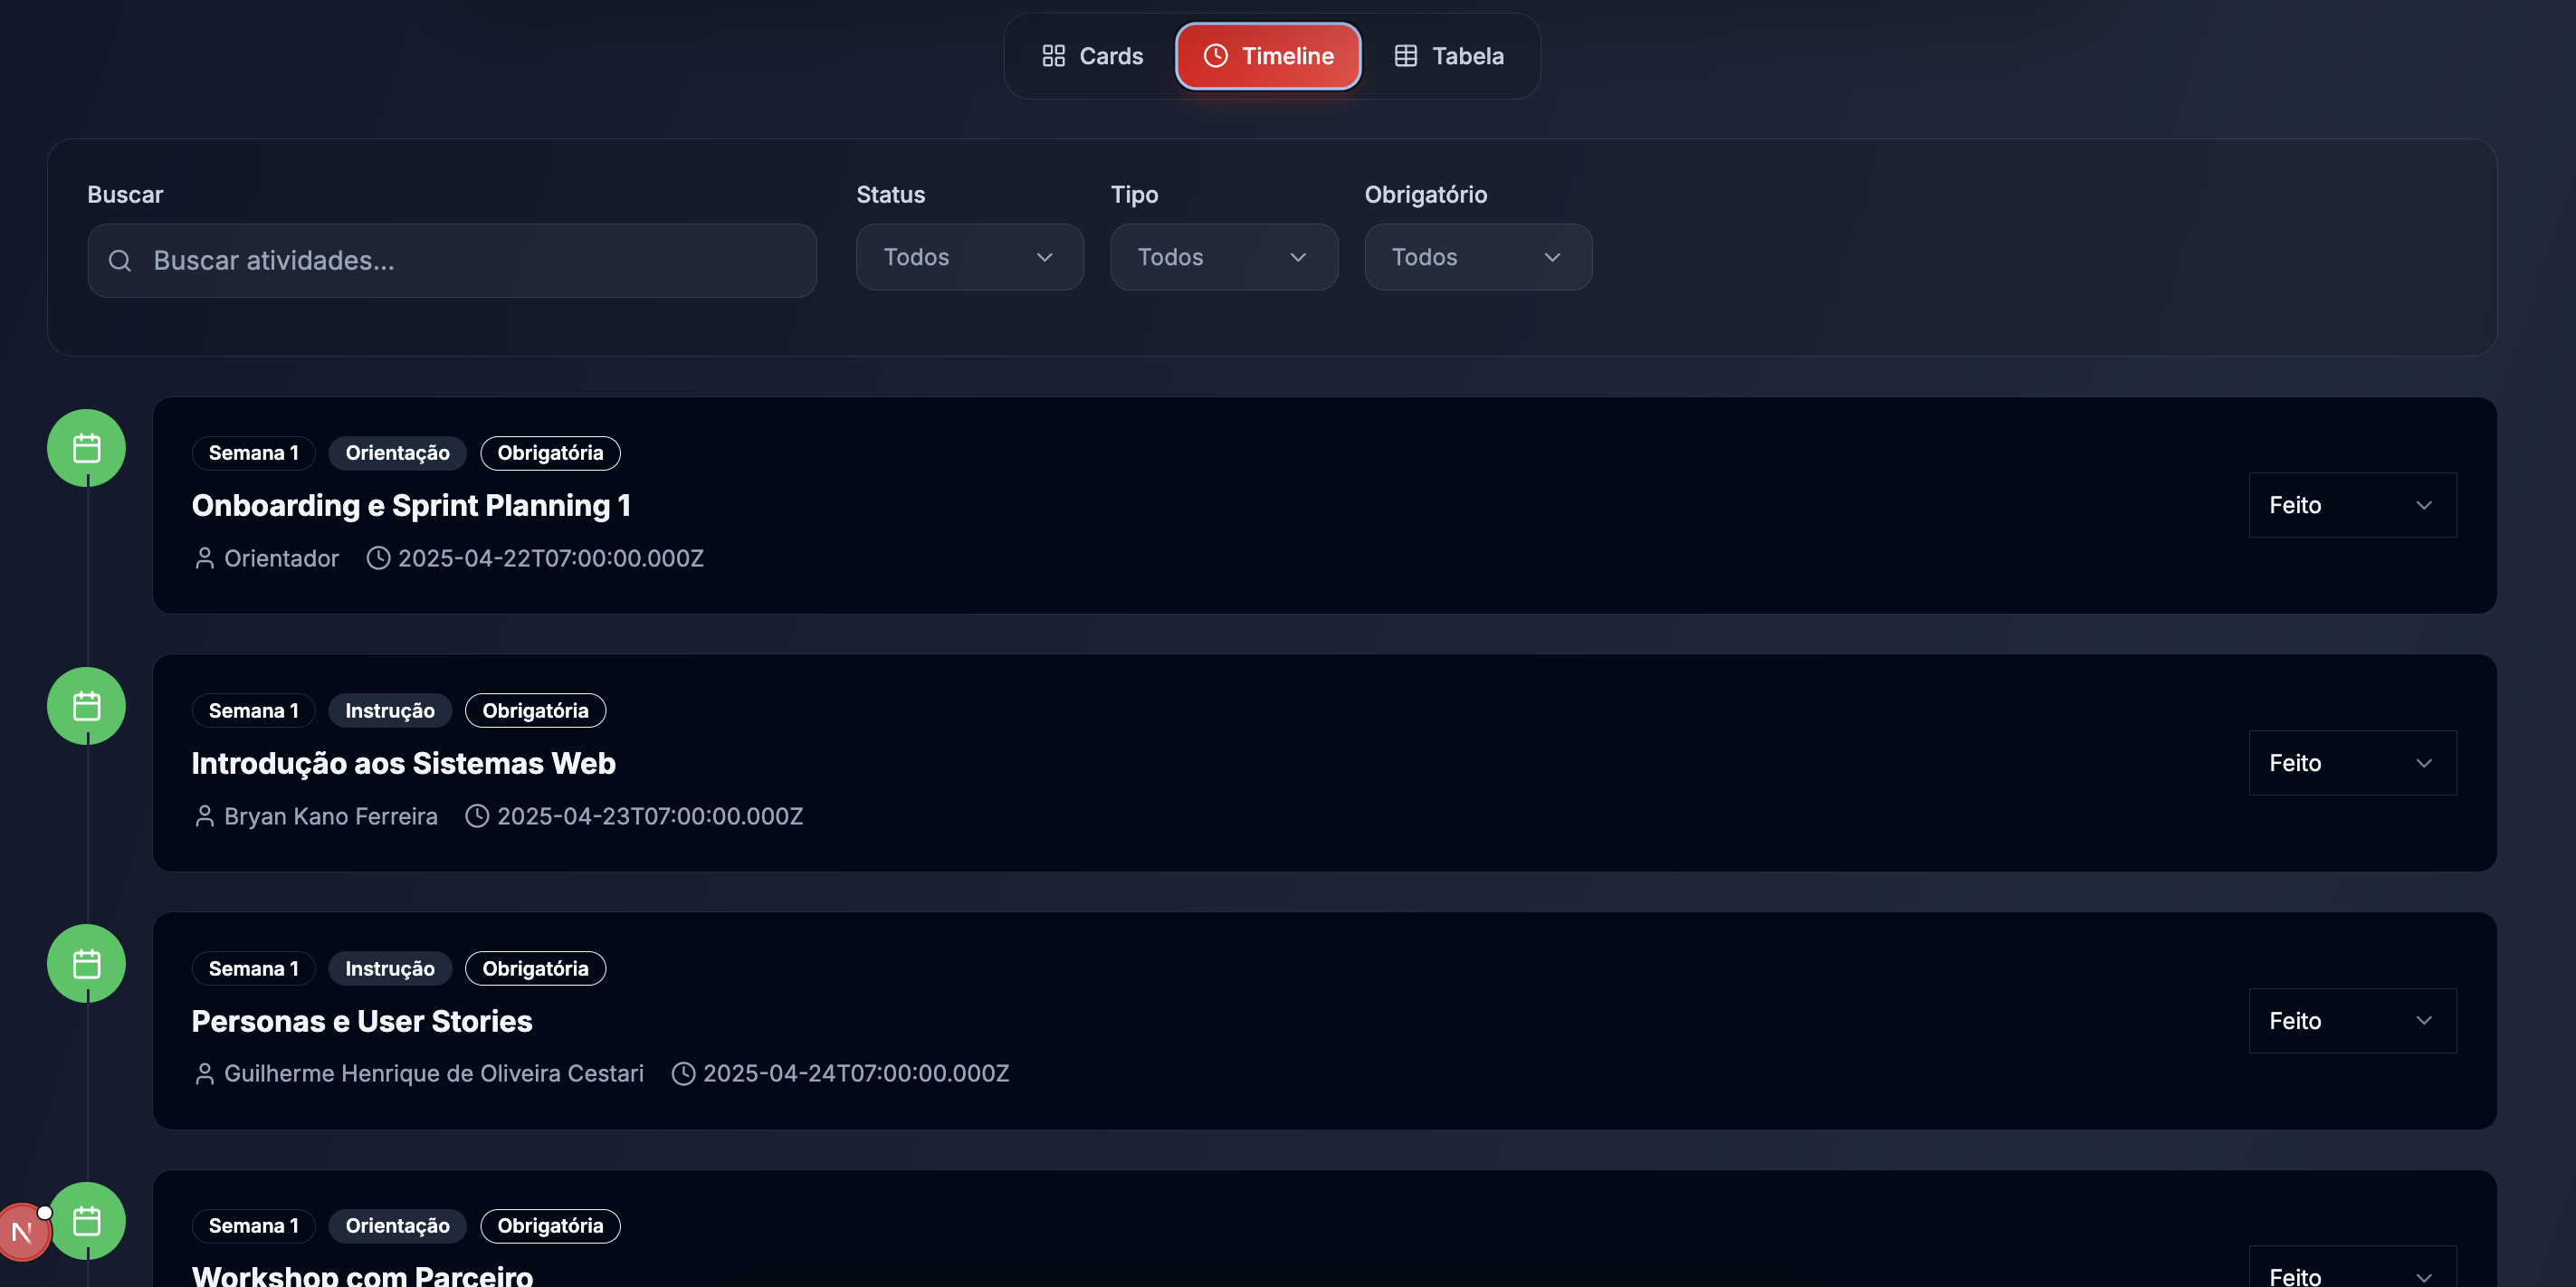 Cards Timeline Tabela
Buscar Status Tipo Obrigatório
Buscar atividades... Todos Todos Todos
Semana 1 Orientação Obrigatória
Onboarding e Sprint Planning 1
Feito
Orientador 2025-04-22T07:00:00.000Z
Semana 1 Instrução Obrigatória
Introdução aos Sistemas Web
Feito
Bryan Kano Ferreira 2025-04-23T07:00:00.000Z
Semana 1 Instrução Obrigatória
Personas e User Stories
Feito
Guilherme Henrique de Oliveira Cestari 2025-04-24T07:00:00.000Z
Semana 1 Orientação Obrigatória
N
Workshop com Parceiro
Feito